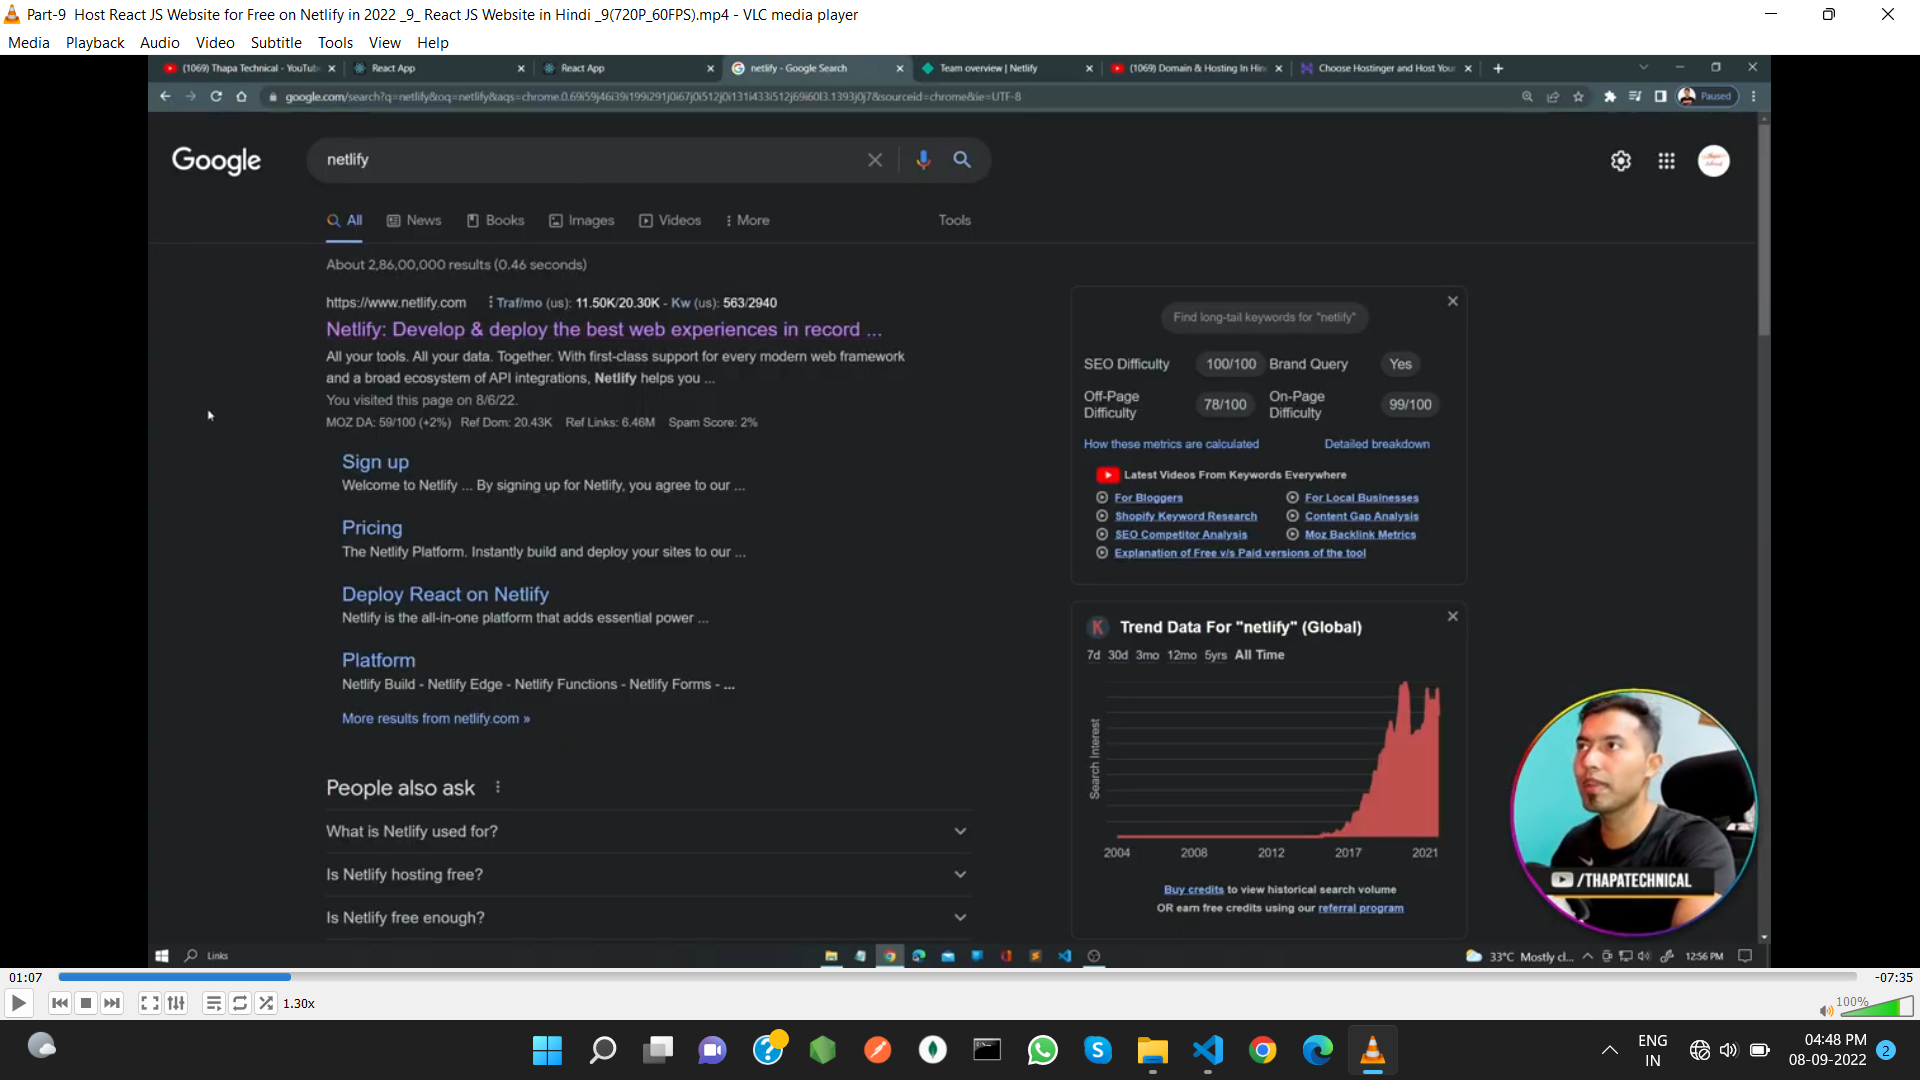 Part-9  Host React JS Website for Free on Netlify in 2022 _9_ React JS Website in Hindi _9(720P_60FPS).mp4 - VLC media player
Media Playback Audio Video Subtitle Tools View Help
(1069) Thapa Technical - YouTub
React App
React App
netlify - Google Search
Team overview | Netlify
(1069) Domain & Hosting In Hin
Choose Hostinger and Host Your
google.com/search?q=netlify&oq=netlify&aqs=chrome.0.69i59j46i39i199i291j0i67j0i512j0i131i433i512j69i60l3.1393j0j7&sourceid=chrome&ie=UTF-8
Paused
Google
netlify
All News Books Images Videos More Tools
About 2,86,00,000 results (0.46 seconds)
https://www.netlify.com Traf/mo (us): 11.50K/20.30K - Kw (us): 563/2940
Netlify: Develop & deploy the best web experiences in record ...
All your tools. All your data. Together. With first-class support for every modern web framework
and a broad ecosystem of API integrations, Netlify helps you ...
You visited this page on 8/6/22.
MOZ DA: 59/100 (+2%) Ref Dom: 20.43K Ref Links: 6.46M Spam Score: 2%
Sign up
Welcome to Netlify ... By signing up for Netlify, you agree to our ...
Pricing
The Netlify Platform. Instantly build and deploy your sites to our ...
Deploy React on Netlify
Netlify is the all-in-one platform that adds essential power ...
Platform
Netlify Build - Netlify Edge - Netlify Functions - Netlify Forms - ...
More results from netlify.com »
People also ask
What is Netlify used for?
Is Netlify hosting free?
Is Netlify free enough?
Find long-tail keywords for "netlify"
SEO Difficulty 100/100 Brand Query Yes
Off-Page Difficulty 78/100 On-Page Difficulty 99/100
How these metrics are calculated Detailed breakdown
Latest Videos From Keywords Everywhere
For Bloggers For Local Businesses
Shopify Keyword Research Content Gap Analysis
SEO Competitor Analysis Moz Backlink Metrics
Explanation of Free v/s Paid versions of the tool
K Trend Data For "netlify" (Global)
7d 30d 3mo 12mo 5yrs All Time
Search Interest
2004 2008 2012 2017 2021
Buy credits to view historical search volume
OR earn free credits using our referral program
/THAPATECHNICAL
Links
33°C Mostly cl... 12:56 PM
01:07 -07:35
1.30x 100%
ENG
IN
04:48 PM
08-09-2022
2